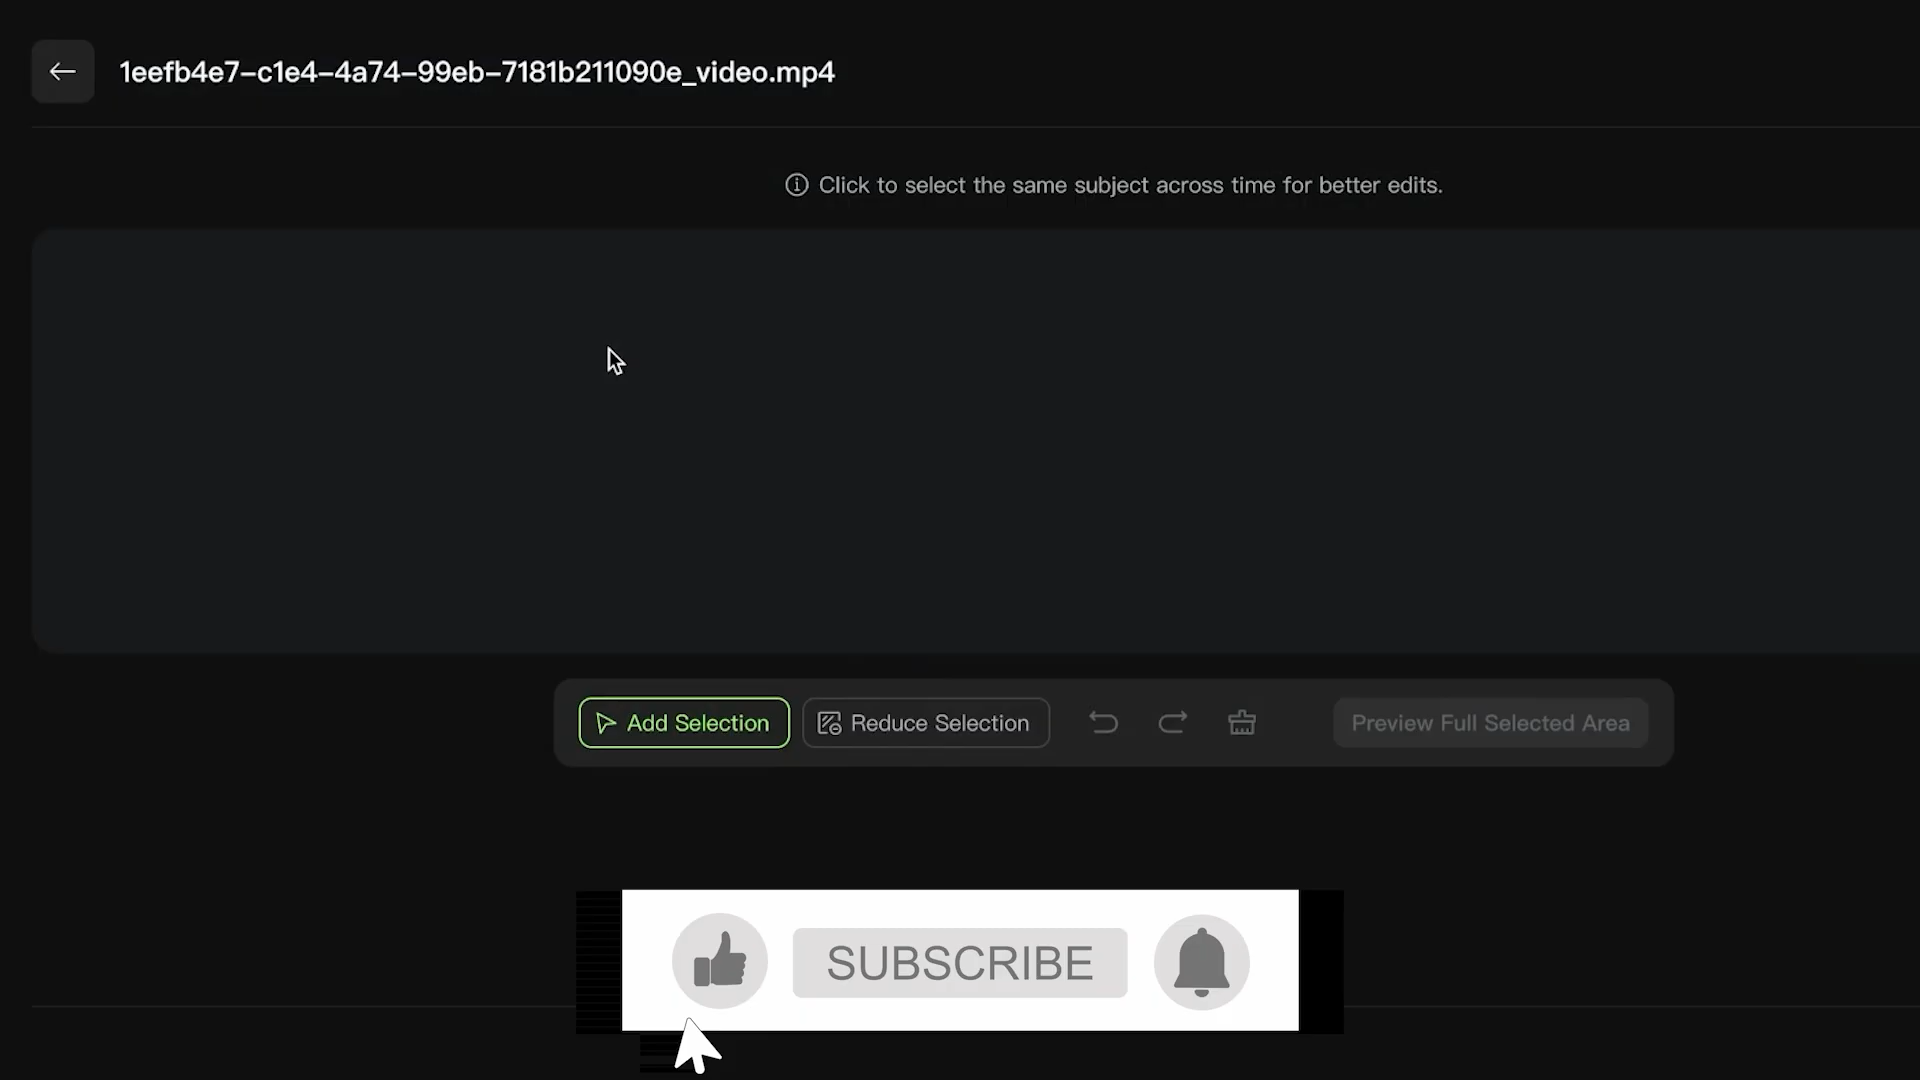 1eefb4e7-c1e4-4a74-99eb-7181b211090e_video.mp4
Click to select the same subject across time for better edits.
Add Selection
Reduce Selection
Preview Full Selected Area
SUBSCRIBE